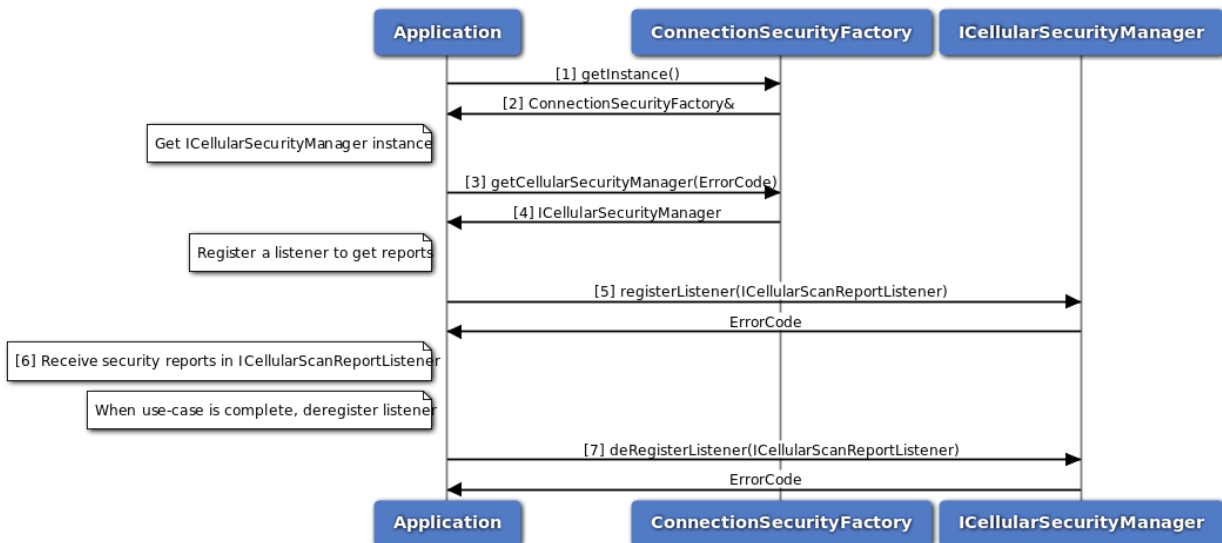 Application
ConnectionSecurityFactory
ICellularSecurityManager
[1] getInstance()
[2] ConnectionSecurityFactory&
Get ICellularSecurityManager instance
[3] getCellularSecurityManager(ErrorCode)
[4] ICellularSecurityManager
Register a listener to get reports
[5] registerListener(ICellularScanReportListener)
ErrorCode
[6] Receive security reports in ICellularScanReportListener
When use-case is complete, deregister listener
[7] deRegisterListener(ICellularScanReportListener)
ErrorCode
Application
ConnectionSecurityFactory
ICellularSecurityManager